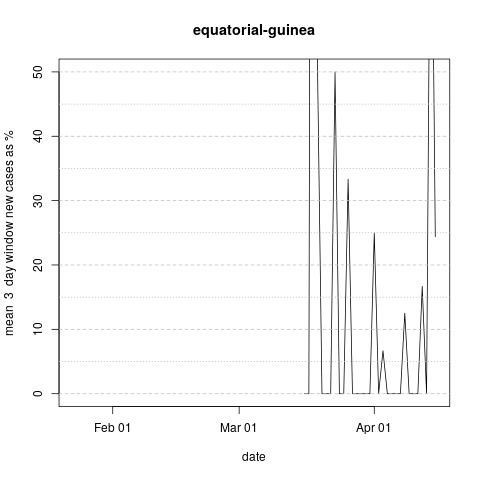 equatorial-guinea
mean 3 day window new cases as %
50
40
30
20
10
0
Feb 01
Mar 01
Apr 01
date